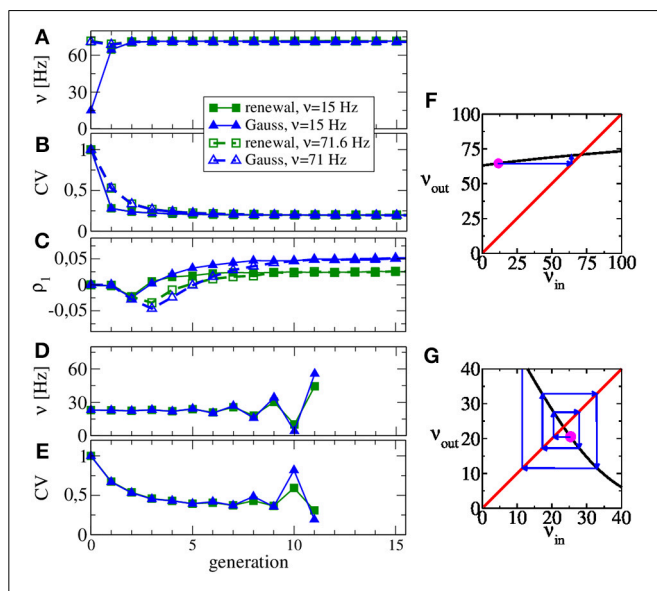 A
ν [Hz]
60
30
0
renewal, ν=15 Hz
Gauss, ν=15 Hz
renewal, ν=71.6 Hz
Gauss, ν=71 Hz
B
CV
1
0,5
0
C
ρ1
0,05
0
-0,05
D
ν [Hz]
60
30
0
E
CV
1
0,5
0
0 5 10 15
generation
F
νout
100
75
50
25
0
0 25 50 75 100
νin
G
νout
40
30
20
10
0
0 10 20 30 40
νin